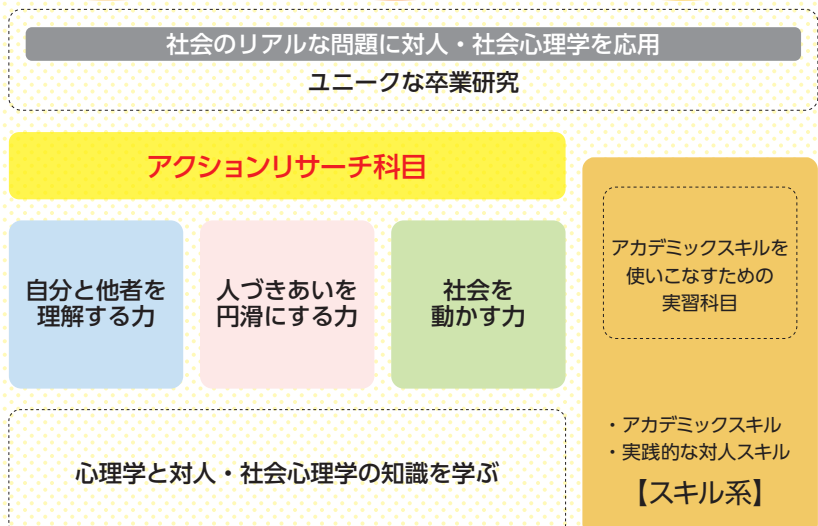 社会のリアルな問題に対人・社会心理学を応用
ユニークな卒業研究
アクションリサーチ科目
自分と他者を
理解する力
人づきあいを
円滑にする力
社会を
動かす力
心理学と対人・社会心理学の知識を学ぶ
アカデミックスキルを
使いこなすための
実習科目
・アカデミックスキル
・実践的な対人スキル
【スキル系】